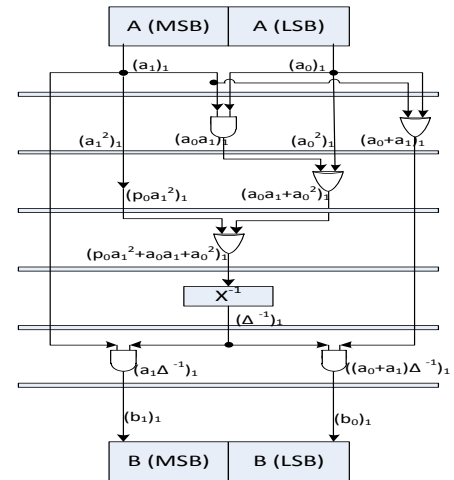 A (MSB) A (LSB)
(a₁)₁ (a₀)₁
(a₁²)₁ (a₀a₁)₁ (a₀²)₁ (a₀+a₁)₁
(p₀a₁²)₁ (a₀a₁+a₀²)₁
(p₀a₁²+a₀a₁+a₀²)₁
X⁻¹
(Δ⁻¹)₁
(a₁Δ⁻¹)₁ ((a₀+a₁)Δ⁻¹)₁
(b₁)₁ (b₀)₁
B (MSB) B (LSB)